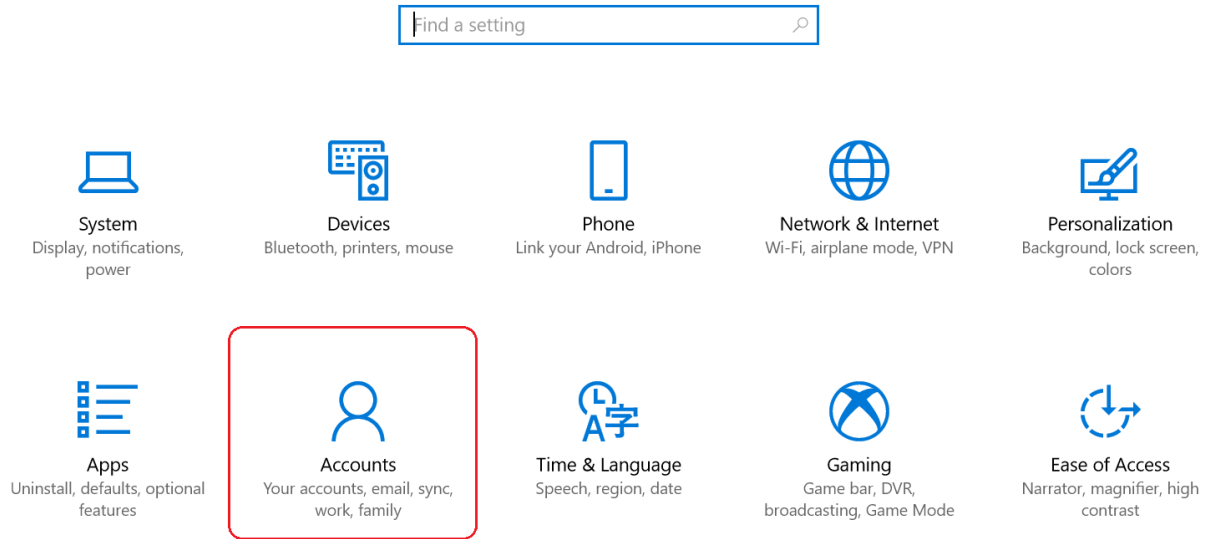 Find a setting
System
Display, notifications,
power
Devices
Bluetooth, printers, mouse
Phone
Link your Android, iPhone
Network & Internet
Wi-Fi, airplane mode, VPN
Personalization
Background, lock screen,
colors
Apps
Uninstall, defaults, optional
features
Accounts
Your accounts, email, sync,
work, family
A字
Time & Language
Speech, region, date
Gaming
Game bar, DVR,
broadcasting, Game Mode
Ease of Access
Narrator, magnifier, high
contrast